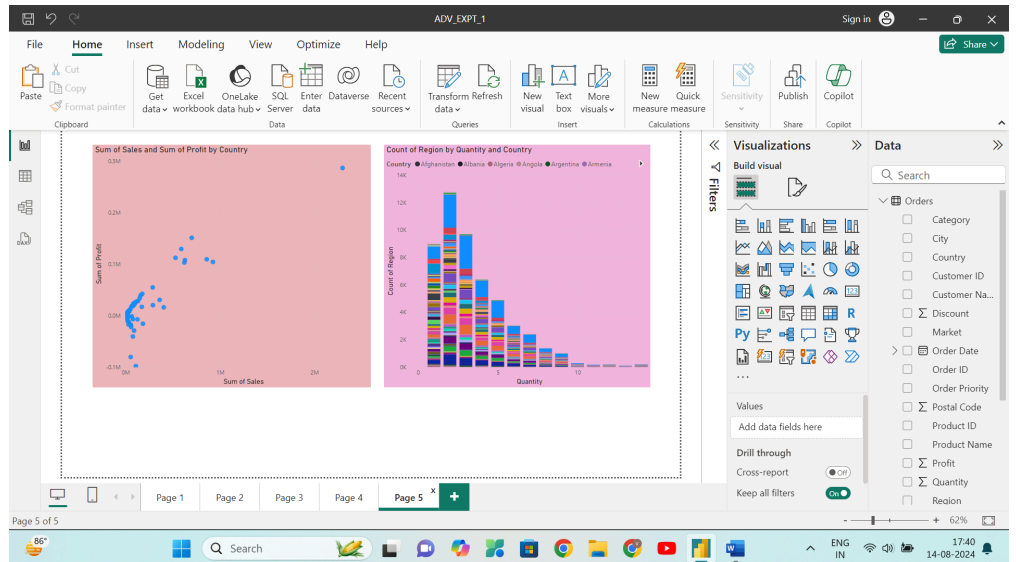 ADV_EXPT_1
Sign in
File Home Insert Modeling View Optimize Help
Share
Paste
Cut
Copy
Format painter
Get data
Excel workbook
OneLake data hub
SQL Server
Enter data
Dataverse
Recent sources
Transform data
Refresh
New visual
Text box
More visuals
New measure
Quick measure
Sensitivity
Publish
Copilot
Clipboard
Data
Queries
Insert
Calculations
Sensitivity
Share
Copilot
DAX
Sum of Sales and Sum of Profit by Country
Sum of Profit
0.3M
0.2M
0.1M
0.0M
-0.1M
0M 1M 2M
Sum of Sales
Count of Region by Quantity and Country
Country Afghanistan Albania Algeria Angola Argentina Armenia
Count of Region
14K
12K
10K
8K
6K
4K
2K
0K
0 5 10
Quantity
Filters
Visualizations
Build visual
123
R
Py
...
Values
Add data fields here
Drill through
Cross-report Off
Keep all filters On
Data
Search
Orders
Category
City
Country
Customer ID
Customer Na...
Discount
Market
Order Date
Order ID
Order Priority
Postal Code
Product ID
Product Name
Profit
Quantity
Region
Page 1 Page 2 Page 3 Page 4 Page 5 x +
Page 5 of 5
- + 62%
86°
Search
ENG
IN
17:40
14-08-2024